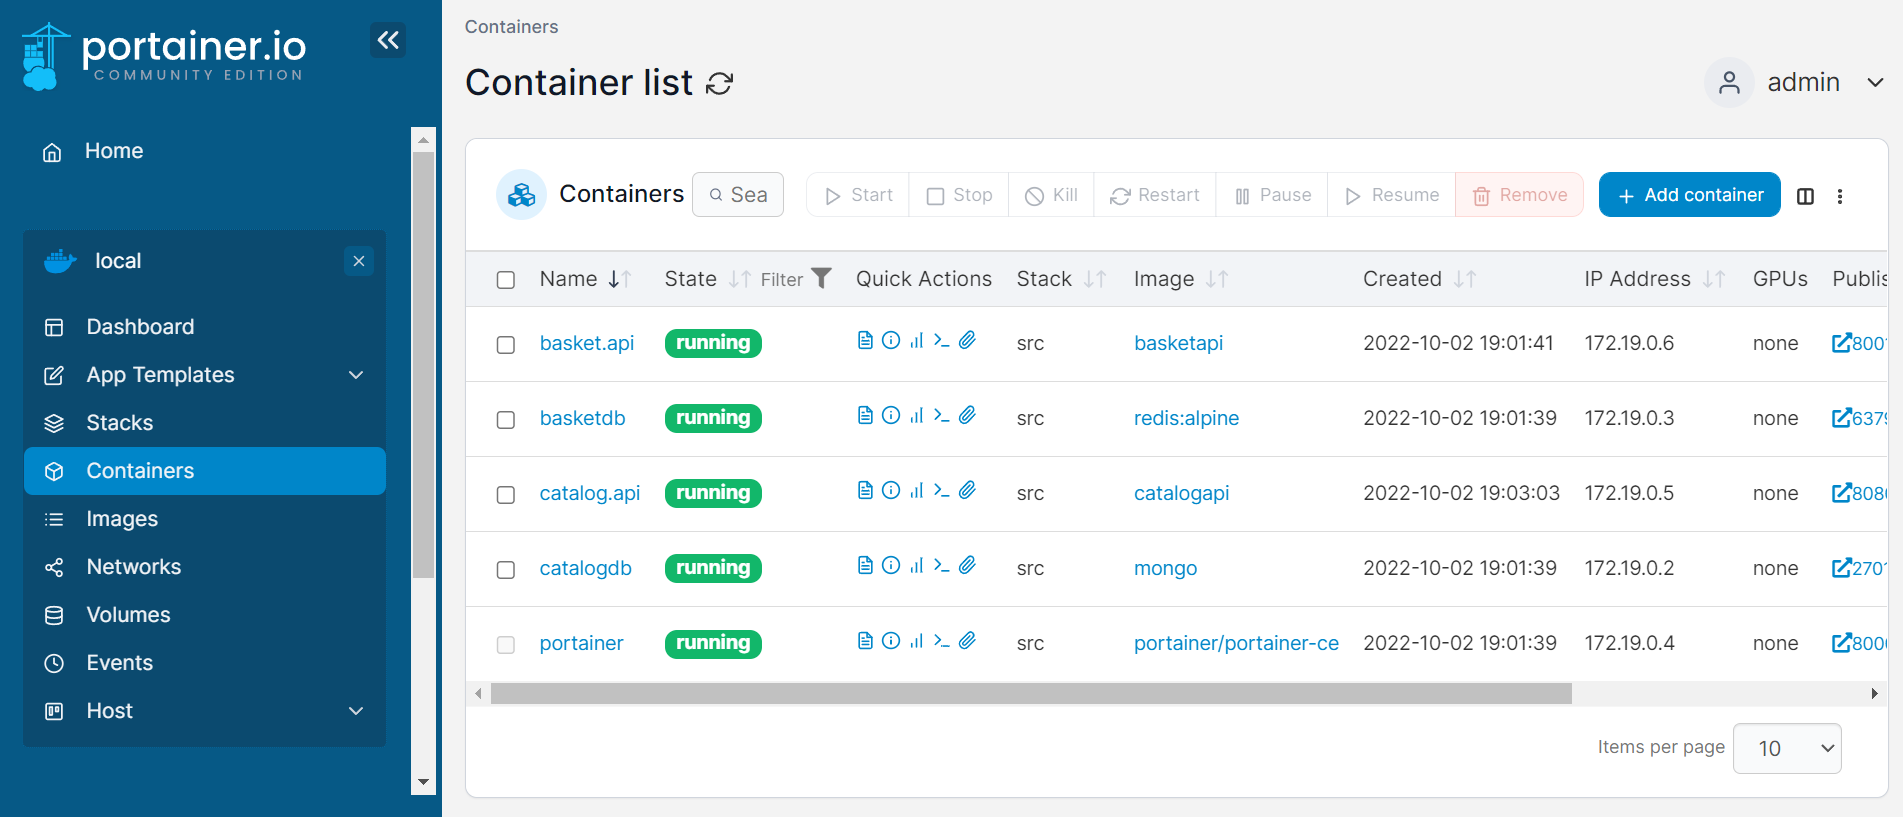 portainer.io
COMMUNITY EDITION
Home
local
Dashboard
App Templates
Stacks
Containers
Images
Networks
Volumes
Events
Host
Containers
Container list
admin
Containers Sea Start Stop Kill Restart Pause Resume Remove + Add container
Name State Filter Quick Actions Stack Image Created IP Address GPUs Publis
basket.api running src basketapi 2022-10-02 19:01:41 172.19.0.6 none 8001
basketdb running src redis:alpine 2022-10-02 19:01:39 172.19.0.3 none 6379
catalog.api running src catalogapi 2022-10-02 19:03:03 172.19.0.5 none 808
catalogdb running src mongo 2022-10-02 19:01:39 172.19.0.2 none 2701
portainer running src portainer/portainer-ce 2022-10-02 19:01:39 172.19.0.4 none 800
Items per page 10